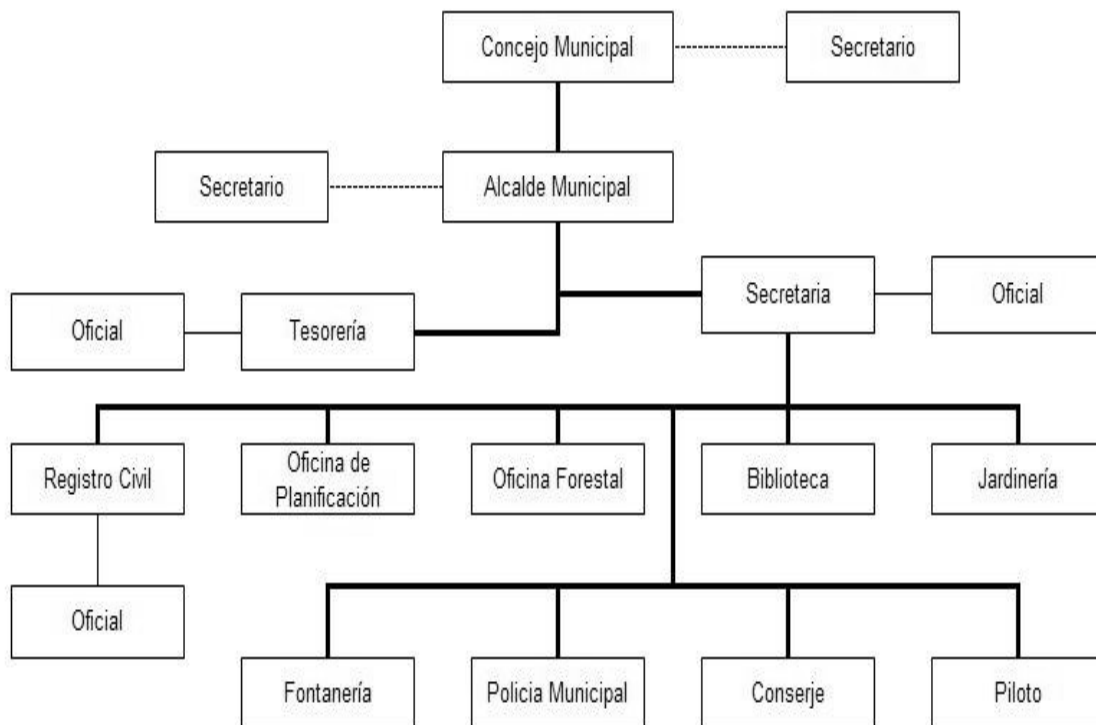 Concejo Municipal
Secretario
Secretario
Alcalde Municipal
Secretaria
Oficial
Oficial
Tesorería
Registro Civil
Oficina de
Planificación
Oficina Forestal
Biblioteca
Jardinería
Oficial
Fontanería
Policia Municipal
Conserje
Piloto